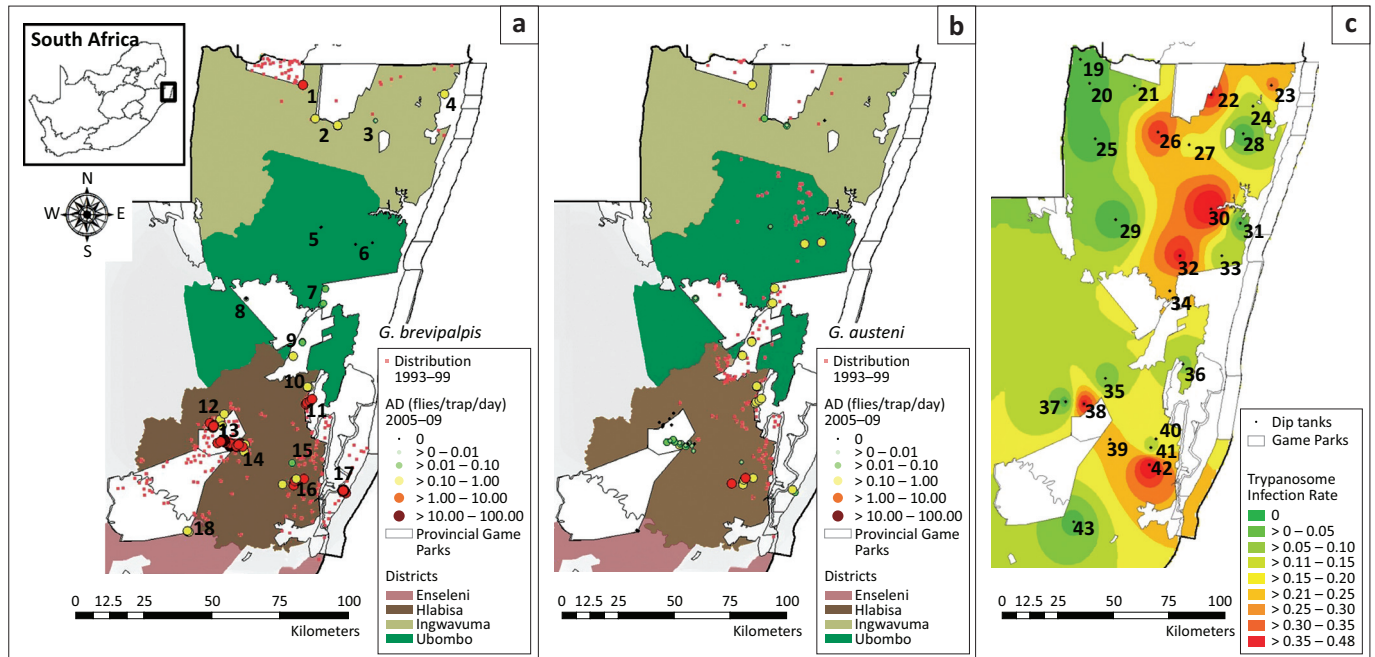 a
South Africa
N
W E
S
1
2
3
4
5
6
7
8
9
10
11
12
13
14
15
16
17
18
G. brevipalpis
Distribution
1993–99
AD (flies/trap/day)
2005–09
0
> 0 – 0.01
> 0.01 – 0.10
> 0.10 – 1.00
> 1.00 – 10.00
> 10.00 – 100.00
Provincial Game
Parks
Districts
Enseleni
Hlabisa
Ingwavuma
Ubombo
0 12.5 25 50 75 100
Kilometers
b
G. austeni
Distribution
1993–99
AD (flies/trap/day)
2005–09
0
> 0 – 0.01
> 0.01 – 0.10
> 0.10 – 1.00
> 1.00 – 10.00
> 10.00 – 100.00
Provincial Game
Parks
Districts
Enseleni
Hlabisa
Ingwavuma
Ubombo
0 12.5 25 50 75 100
Kilometers
c
19
20
21
22
23
24
25
26
27
28
29
30
31
32
33
34
35
36
37
38
39
40
41
42
43
Dip tanks
Game Parks
Trypanosome
Infection Rate
0
> 0 – 0.05
> 0.05 – 0.10
> 0.11 – 0.15
> 0.15 – 0.20
> 0.21 – 0.25
> 0.25 – 0.30
> 0.30 – 0.35
> 0.35 – 0.48
0 12.5 25 50 75 100
Kilometers